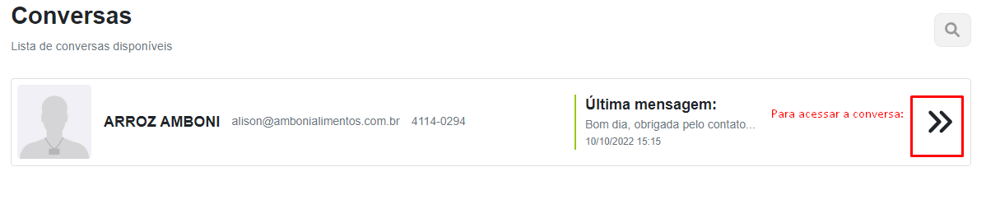 Conversas
Lista de conversas disponíveis
ARROZ AMBONI alison@ambonialimentos.com.br 4114-0294
Última mensagem:
Bom dia, obrigada pelo contato...
10/10/2022 15:15
Para acessar a conversa: